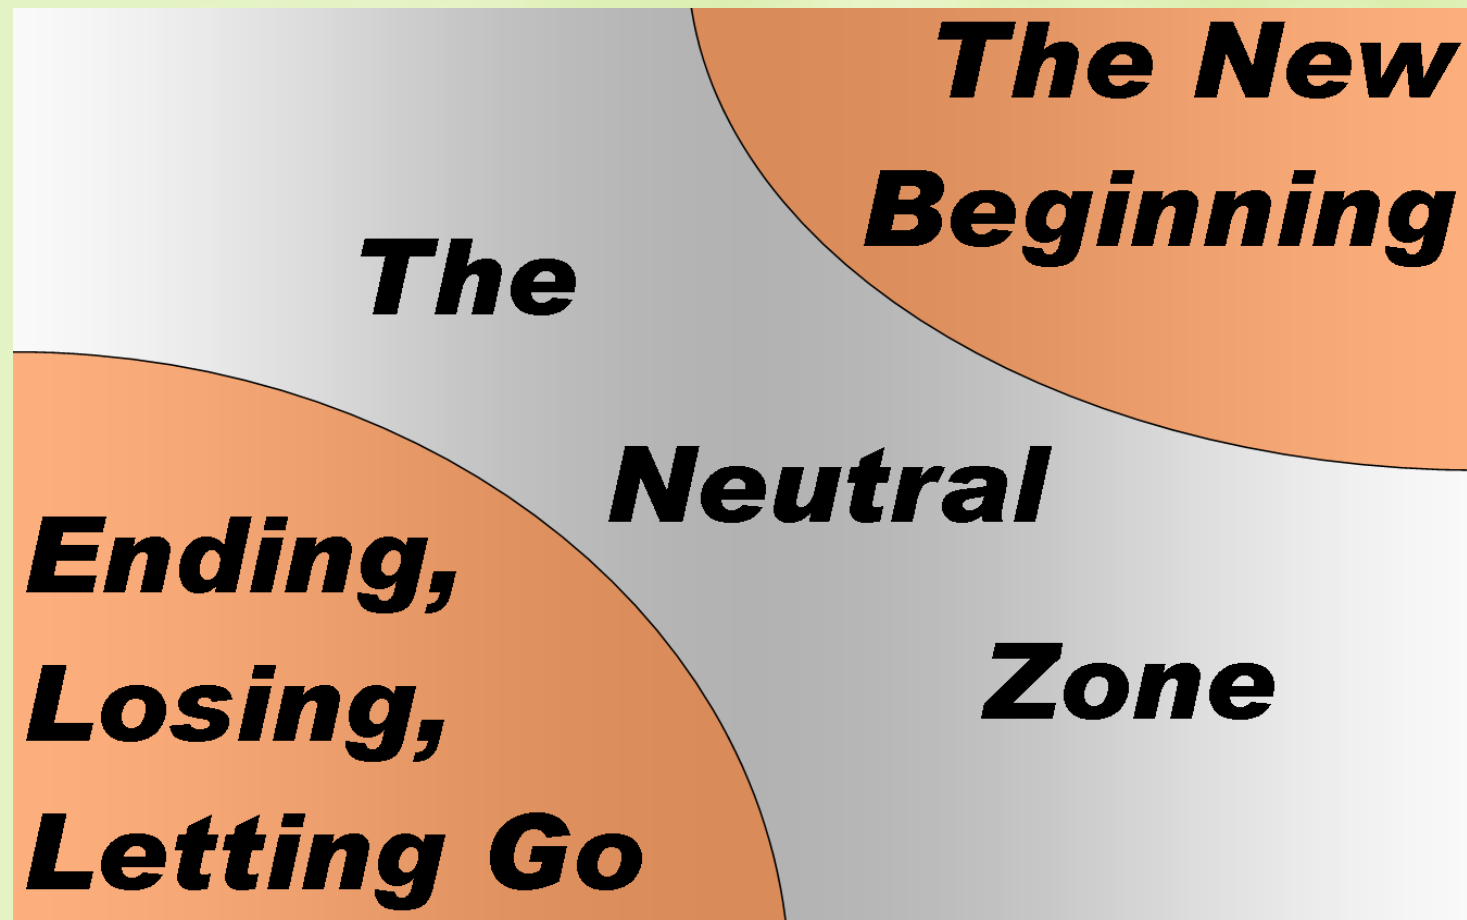 The New
Beginning
The
Neutral
Zone
Ending,
Losing,
Letting Go